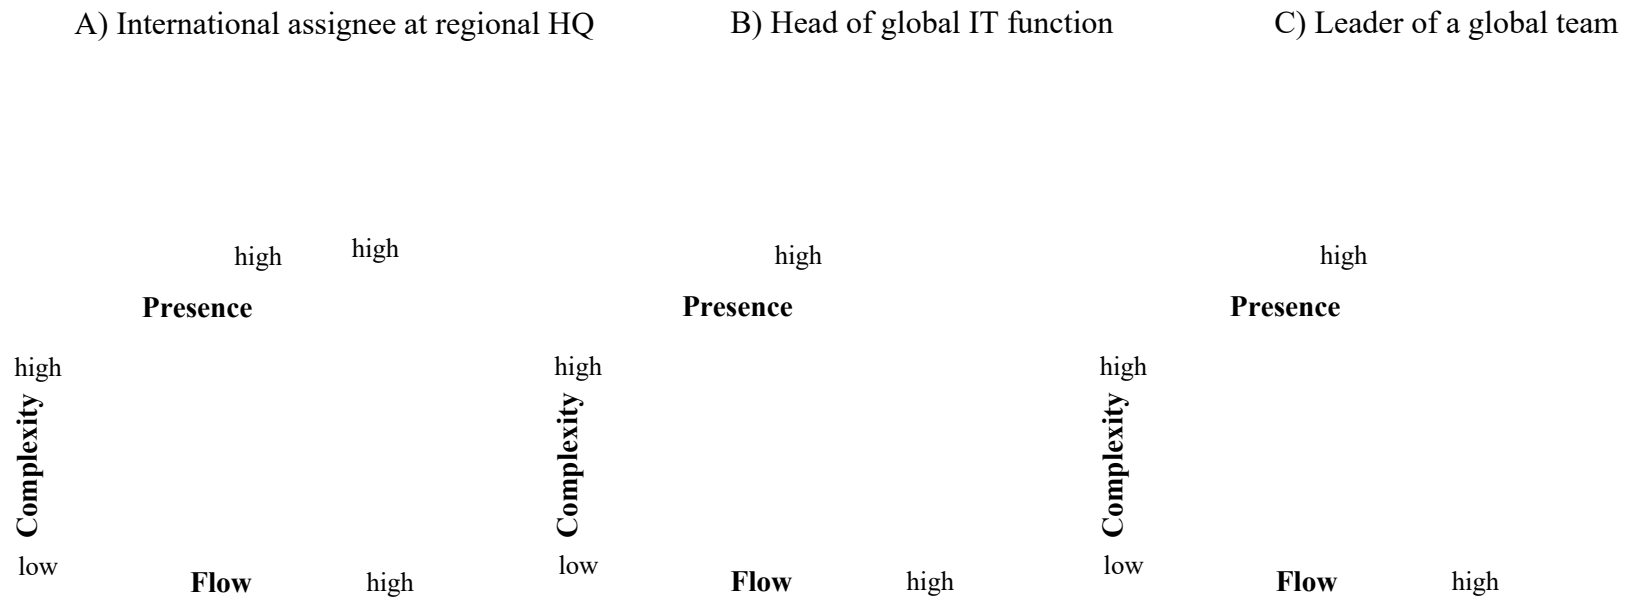 A) International assignee at regional HQ
B) Head of global IT function
C) Leader of a global team
high
high
Presence
high
Complexity
low
Flow
high
high
Presence
high
Complexity
low
Flow
high
high
Presence
high
Complexity
low
Flow
high